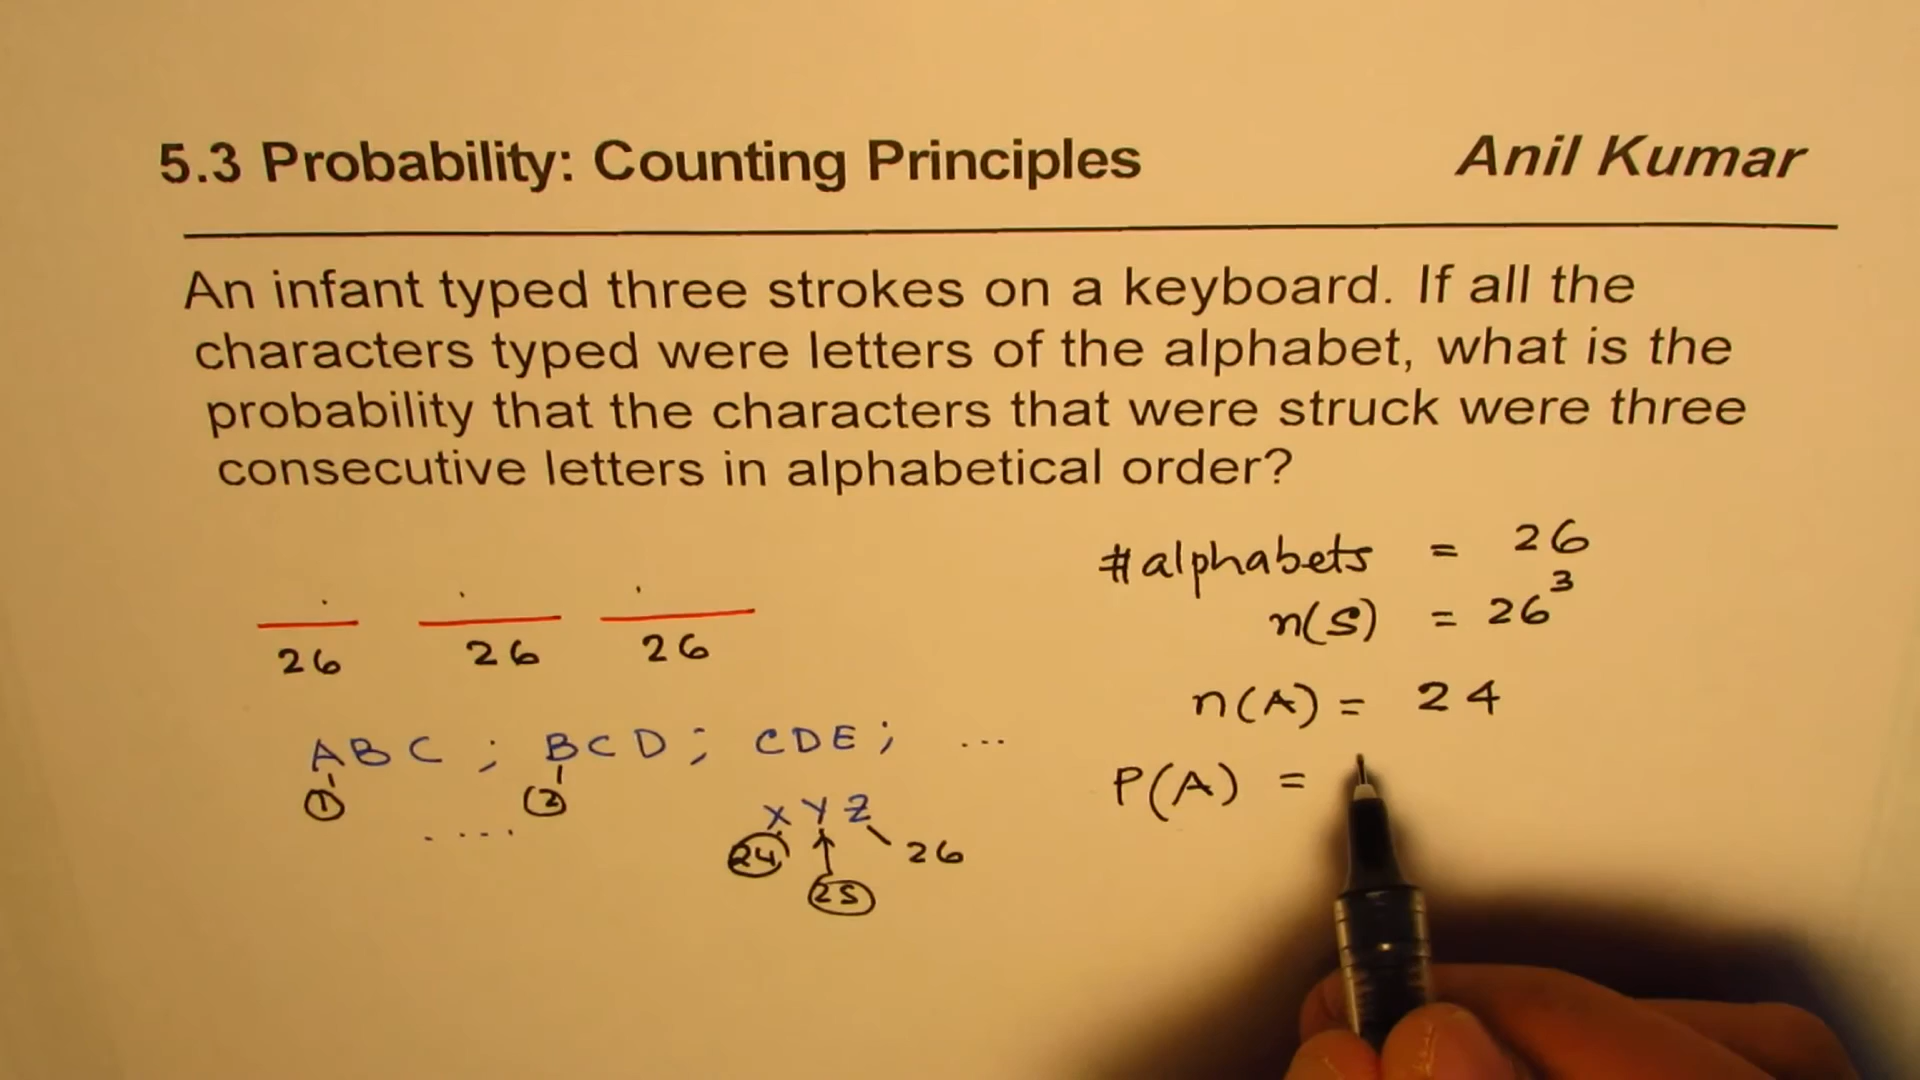 5.3 Probability: Counting Principles Anil Kumar
An infant typed three strokes on a keyboard. If all the
characters typed were letters of the alphabet, what is the
probability that the characters that were struck were three
consecutive letters in alphabetical order?
#alphabets = 26
n(S) = 26³
26 26 26
n(A) = 24
ABC ; BCD ; CDE ; ...
1 2
P(A) =
....
XYZ
24 26
25